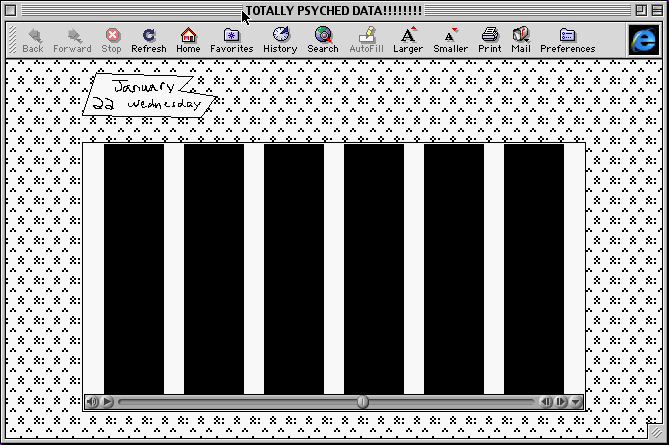 TOTALLY PSYCHED DATA!!!!!!!!
Back Forward Stop Refresh Home Favorites History Search AutoFill Larger Smaller Print Mail Preferences
January
22 Wednesday